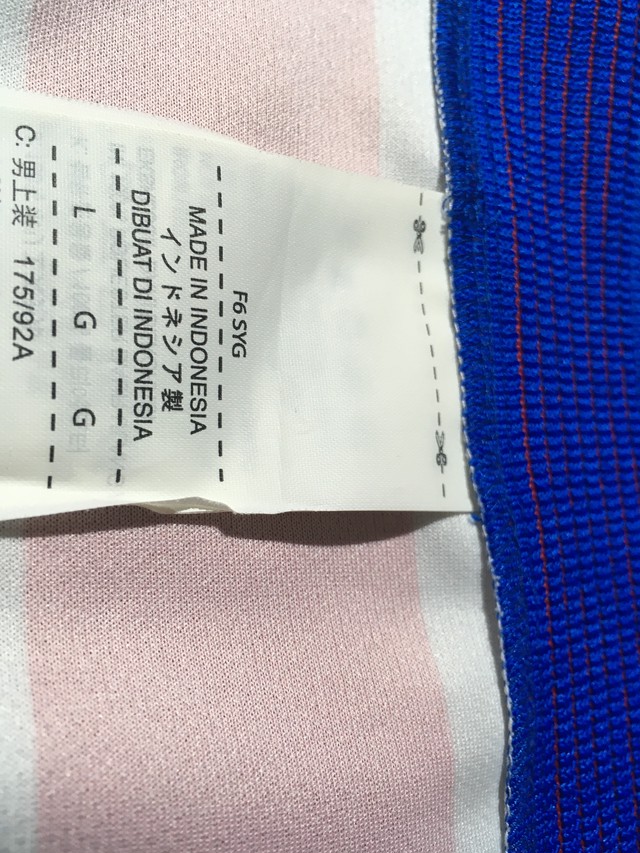 F6 SYG
MADE IN INDONESIA
インドネシア製
DIBUAT DI INDONESIA
L G G
C: 男上装 175/92A